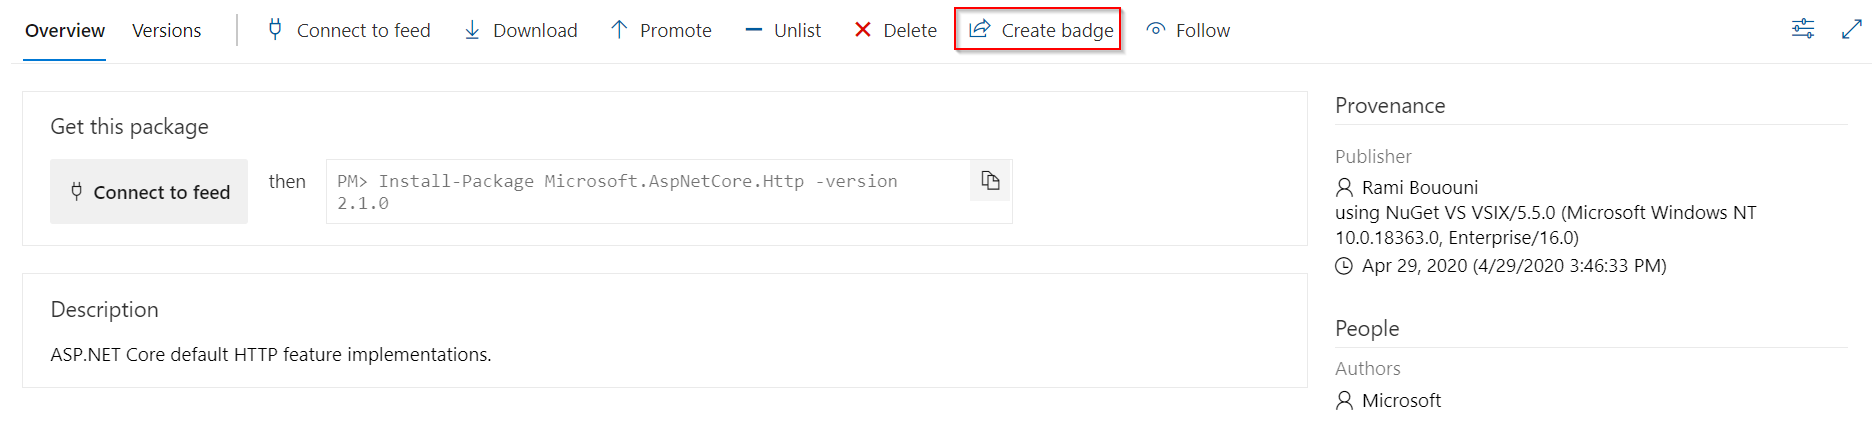 Overview Versions Connect to feed Download Promote Unlist Delete Create badge Follow
Get this package
Connect to feed then PM> Install-Package Microsoft.AspNetCore.Http -version
2.1.0
Description
ASP.NET Core default HTTP feature implementations.
Provenance
Publisher
Rami Bououni
using NuGet VS VSIX/5.5.0 (Microsoft Windows NT
10.0.18363.0, Enterprise/16.0)
Apr 29, 2020 (4/29/2020 3:46:33 PM)
People
Authors
Microsoft